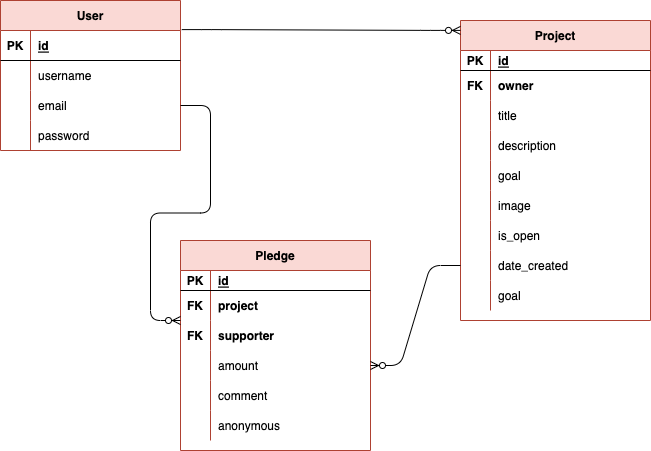 User
PK id
username
email
password
Project
PK id
FK owner
title
description
goal
image
is_open
date_created
goal
Pledge
PK id
FK project
FK supporter
amount
comment
anonymous